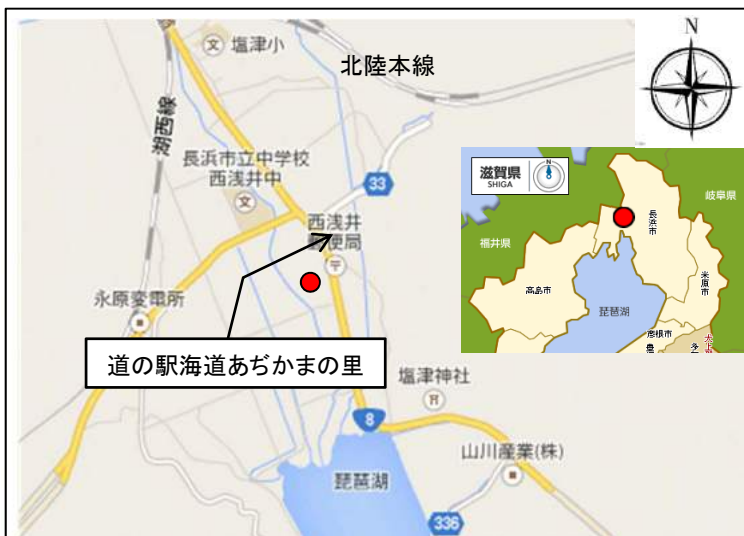 塩津小
北陸本線
湖西線
長浜市立中学校
西浅井中
33
西浅井
郵便局
永原変電所
道の駅海道あぢかまの里
塩津神社
8
山川産業(株)
琵琶湖
336
滋賀県
SHIGA
N
岐阜県
福井県
長浜市
高島市
米原市
琵琶湖
彦根市